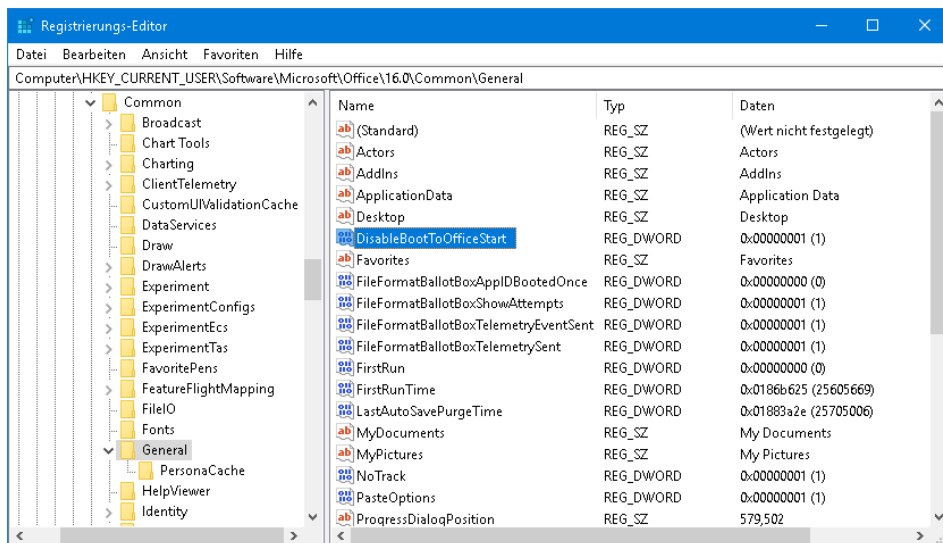 Registrierungs-Editor
Datei Bearbeiten Ansicht Favoriten Hilfe
Computer\HKEY_CURRENT_USER\Software\Microsoft\Office\16.0\Common\General
Common
Broadcast
Chart Tools
Charting
ClientTelemetry
CustomUIValidationCache
DataServices
Draw
DrawAlerts
Experiment
ExperimentConfigs
ExperimentEcs
ExperimentTas
FavoritePens
FeatureFlightMapping
FileIO
Fonts
General
PersonaCache
HelpViewer
Identity
Name Typ Daten
(Standard) REG_SZ (Wert nicht festgelegt)
Actors REG_SZ Actors
AddIns REG_SZ AddIns
ApplicationData REG_SZ Application Data
Desktop REG_SZ Desktop
DisableBootToOfficeStart REG_DWORD 0x00000001 (1)
Favorites REG_SZ Favorites
FileFormatBallotBoxAppIDBootedOnce REG_DWORD 0x00000000 (0)
FileFormatBallotBoxShowAttempts REG_DWORD 0x00000001 (1)
FileFormatBallotBoxTelemetryEventSent REG_DWORD 0x00000001 (1)
FileFormatBallotBoxTelemetrySent REG_DWORD 0x00000001 (1)
FirstRun REG_DWORD 0x00000000 (0)
FirstRunTime REG_DWORD 0x0186b625 (25605669)
LastAutoSavePurgeTime REG_DWORD 0x01883a2e (25705006)
MyDocuments REG_SZ My Documents
MyPictures REG_SZ My Pictures
NoTrack REG_DWORD 0x00000001 (1)
PasteOptions REG_DWORD 0x00000001 (1)
ProgressDialogPosition REG_SZ 579,502